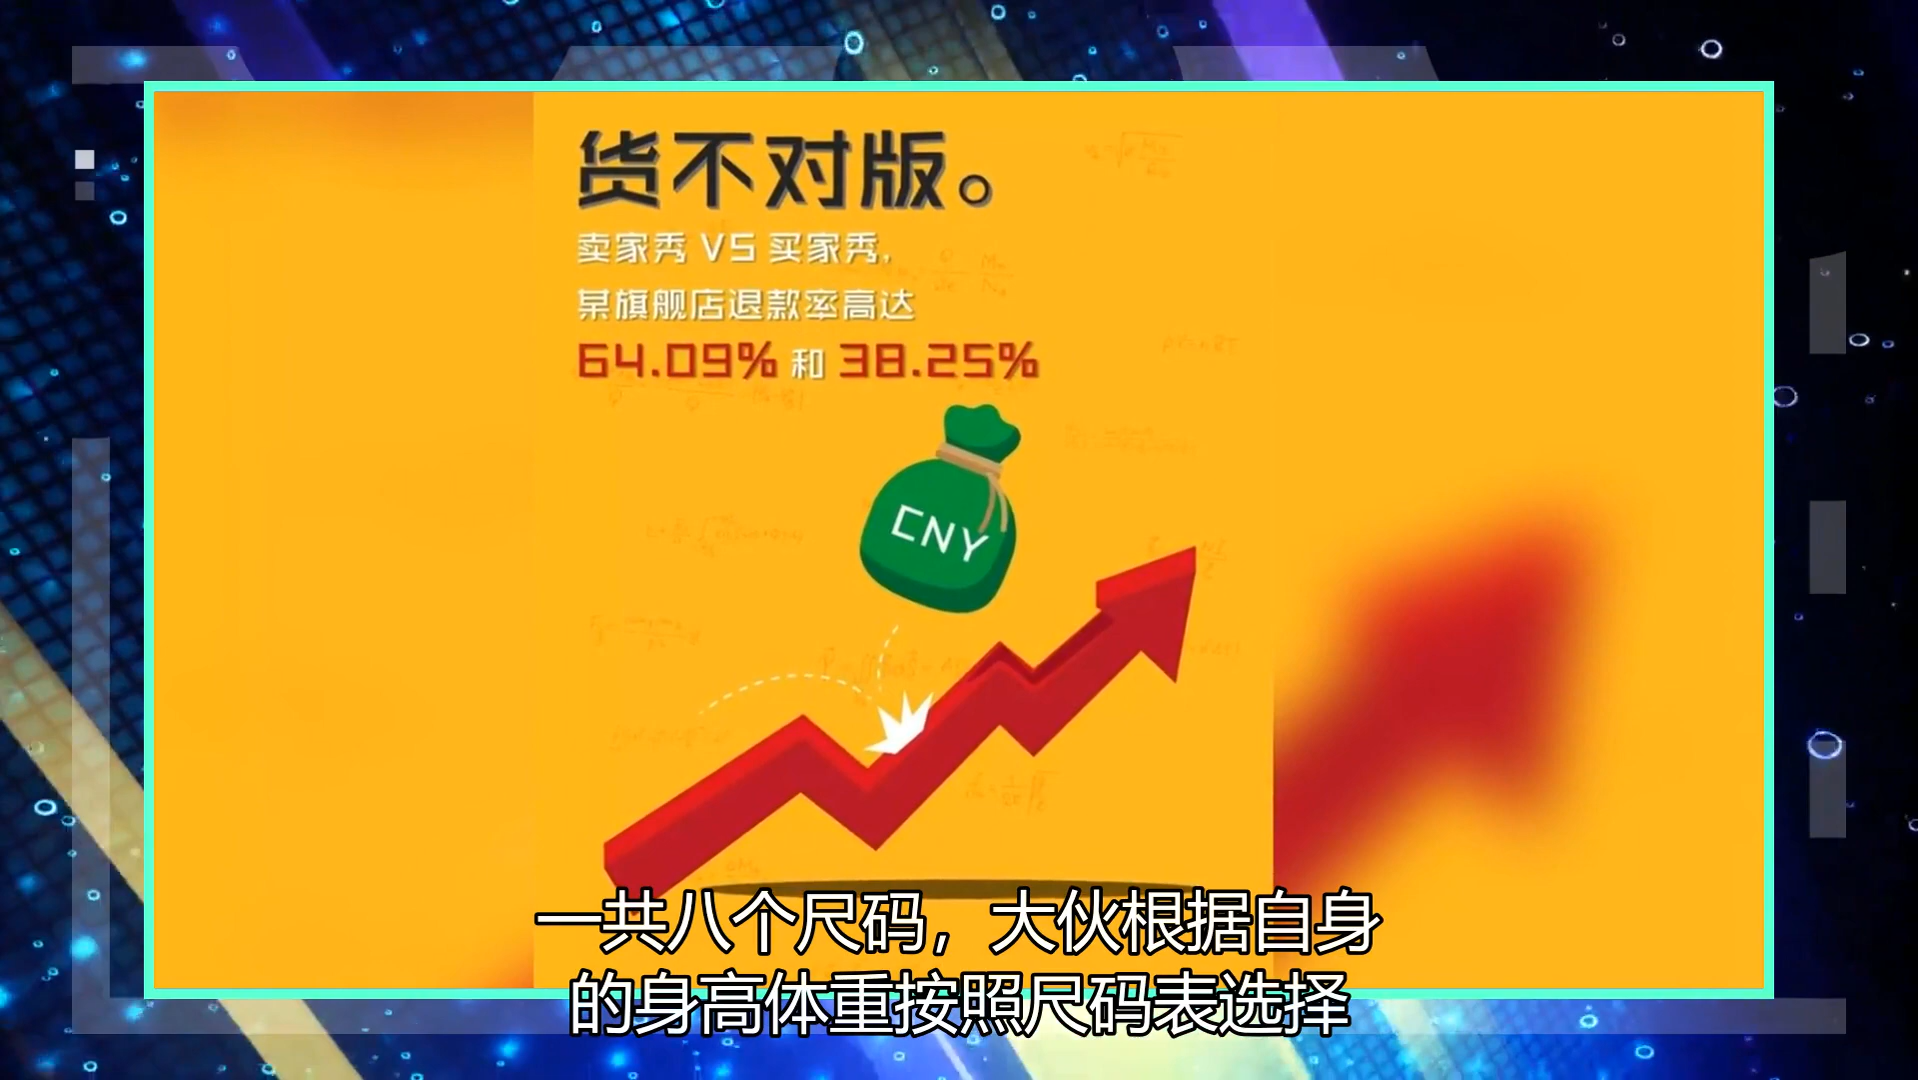 货不对版。
卖家秀 VS 买家秀，
某旗舰店退款率高达
64.09% 和 38.25%
CNY
一共八个尺码，大伙根据自身
的身高体重按照尺码表选择